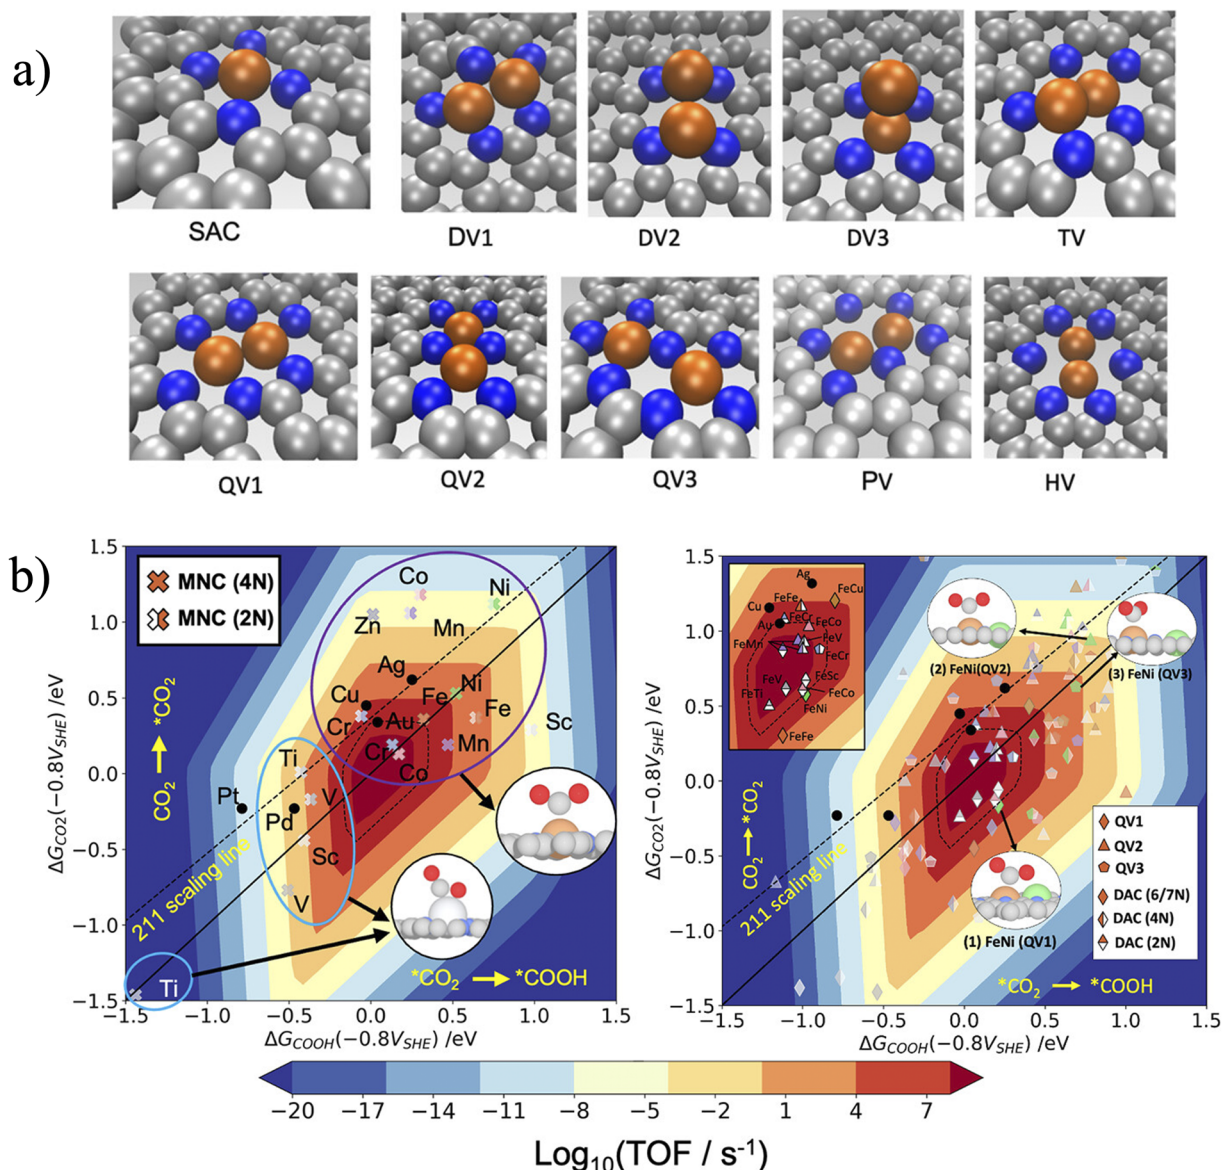 a)
SAC
DV1
DV2
DV3
TV
QV1
QV2
QV3
PV
HV
b)
MNC (4N)
MNC (2N)
Co
Ni
Zn
Mn
Ag
Cu
Fe
Ni
Cr
Au
Fe
Sc
Cr
Mn
Co
Ti
Pt
V
Pd
Sc
V
Ti
211 scaling line
CO₂ → *CO₂
*CO₂ → *COOH
ΔG_CO2(−0.8V_SHE) /eV
1.5
1.0
0.5
0.0
−0.5
−1.0
−1.5
−1.5
−1.0
−0.5
0.0
0.5
1.0
1.5
ΔG_COOH(−0.8V_SHE) /eV
Ag
FeCu
FeFe
Cu
FeCr
Au
FeCo
FeMn
FeV
FeCr
FeV
FeSc
FeTi
FeCo
FeNi
FeFe
(2) FeNi(QV2)
(3) FeNi (QV3)
(1) FeNi (QV1)
QV1
QV2
QV3
DAC (6/7N)
DAC (4N)
DAC (2N)
211 scaling line
CO₂ → *CO₂
*CO₂ → *COOH
ΔG_CO2(−0.8V_SHE) /eV
1.5
1.0
0.5
0.0
−0.5
−1.0
−1.5
−1.5
−1.0
−0.5
0.0
0.5
1.0
1.5
ΔG_COOH(−0.8V_SHE) /eV
−20 −17 −14 −11 −8 −5 −2 1 4 7
Log₁₀(TOF / s⁻¹)